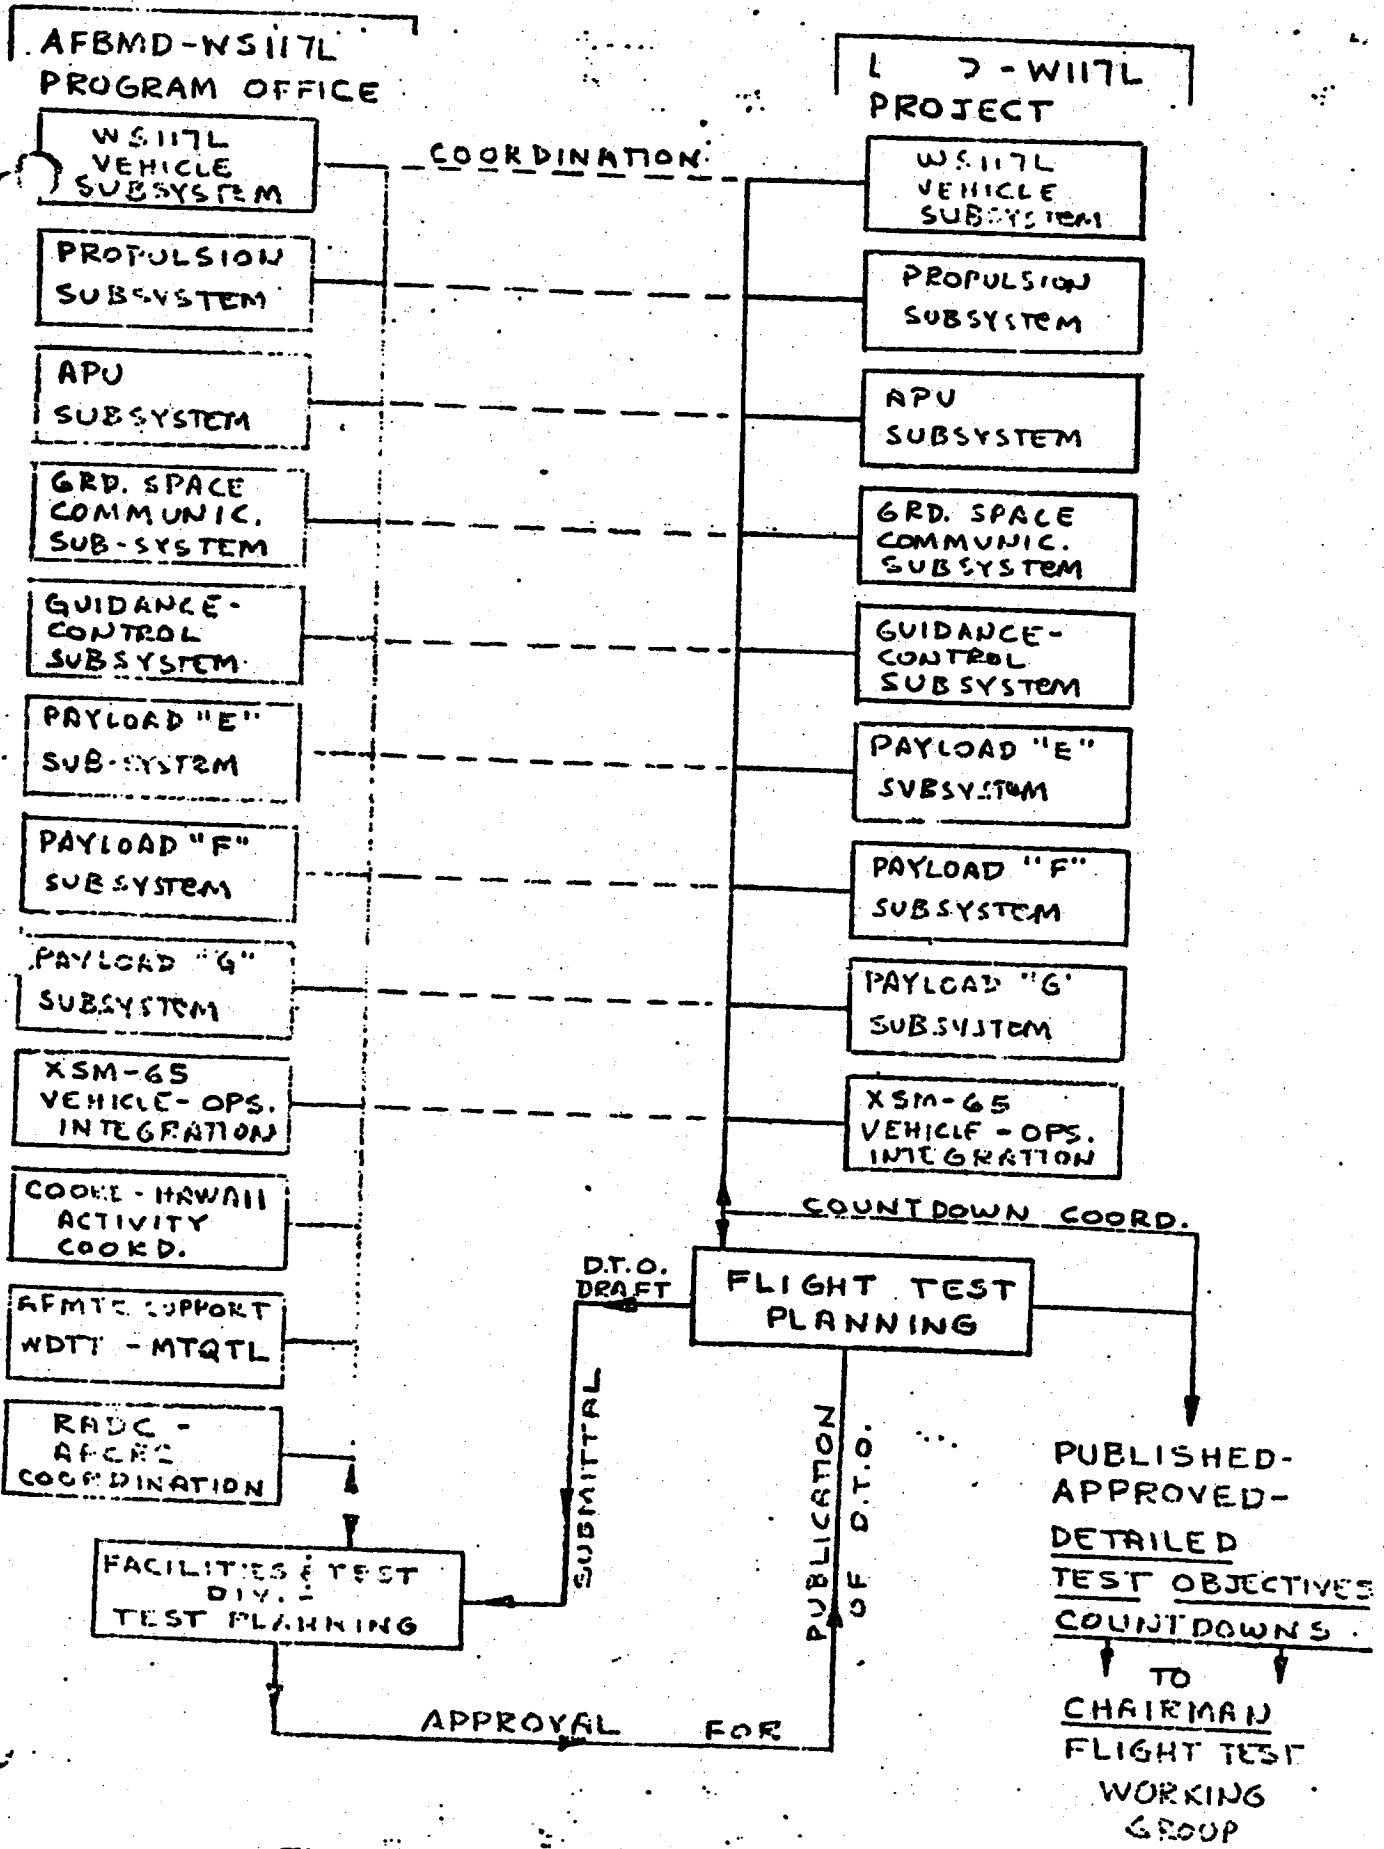 AFBMD-WS117L
PROGRAM OFFICE
WS117L
VEHICLE
SUBSYSTEM
PROPULSION
SUBSYSTEM
APU
SUBSYSTEM
GRD. SPACE
COMMUNIC.
SUB-SYSTEM
GUIDANCE-
CONTROL
SUBSYSTEM
PAYLOAD "E"
SUB-SYSTEM
PAYLOAD "F"
SUBSYSTEM
PAYLOAD "G"
SUBSYSTEM
XSM-65
VEHICLE-OPS.
INTEGRATION
COOKE-HAWAII
ACTIVITY
COORD.
AFMTC SUPPORT
WDTT-MTQTL
RADC-
AFCRC
COORDINATION
FACILITIES & TEST
DIV.-
TEST PLANNING
COORDINATION
-W117L
PROJECT
WS117L
VEHICLE
SUBSYSTEM
PROPULSION
SUBSYSTEM
APU
SUBSYSTEM
GRD. SPACE
COMMUNIC.
SUBSYSTEM
GUIDANCE-
CONTROL
SUBSYSTEM
PAYLOAD "E"
SUBSYSTEM
PAYLOAD "F"
SUBSYSTEM
PAYLOAD "G'
SUBSYSTEM
XSM-65
VEHICLE-OPS.
INTEGRATION
COUNTDOWN COORD.
FLIGHT TEST
PLANNING
D.T.O.
DRAFT
SUBMITTAL
APPROVAL FOR
PUBLICATION
OF D.T.O.
PUBLISHED-
APPROVED-
DETAILED
TEST OBJECTIVES
COUNTDOWNS.
TO
CHAIRMAN
FLIGHT TEST
WORKING
GROUP